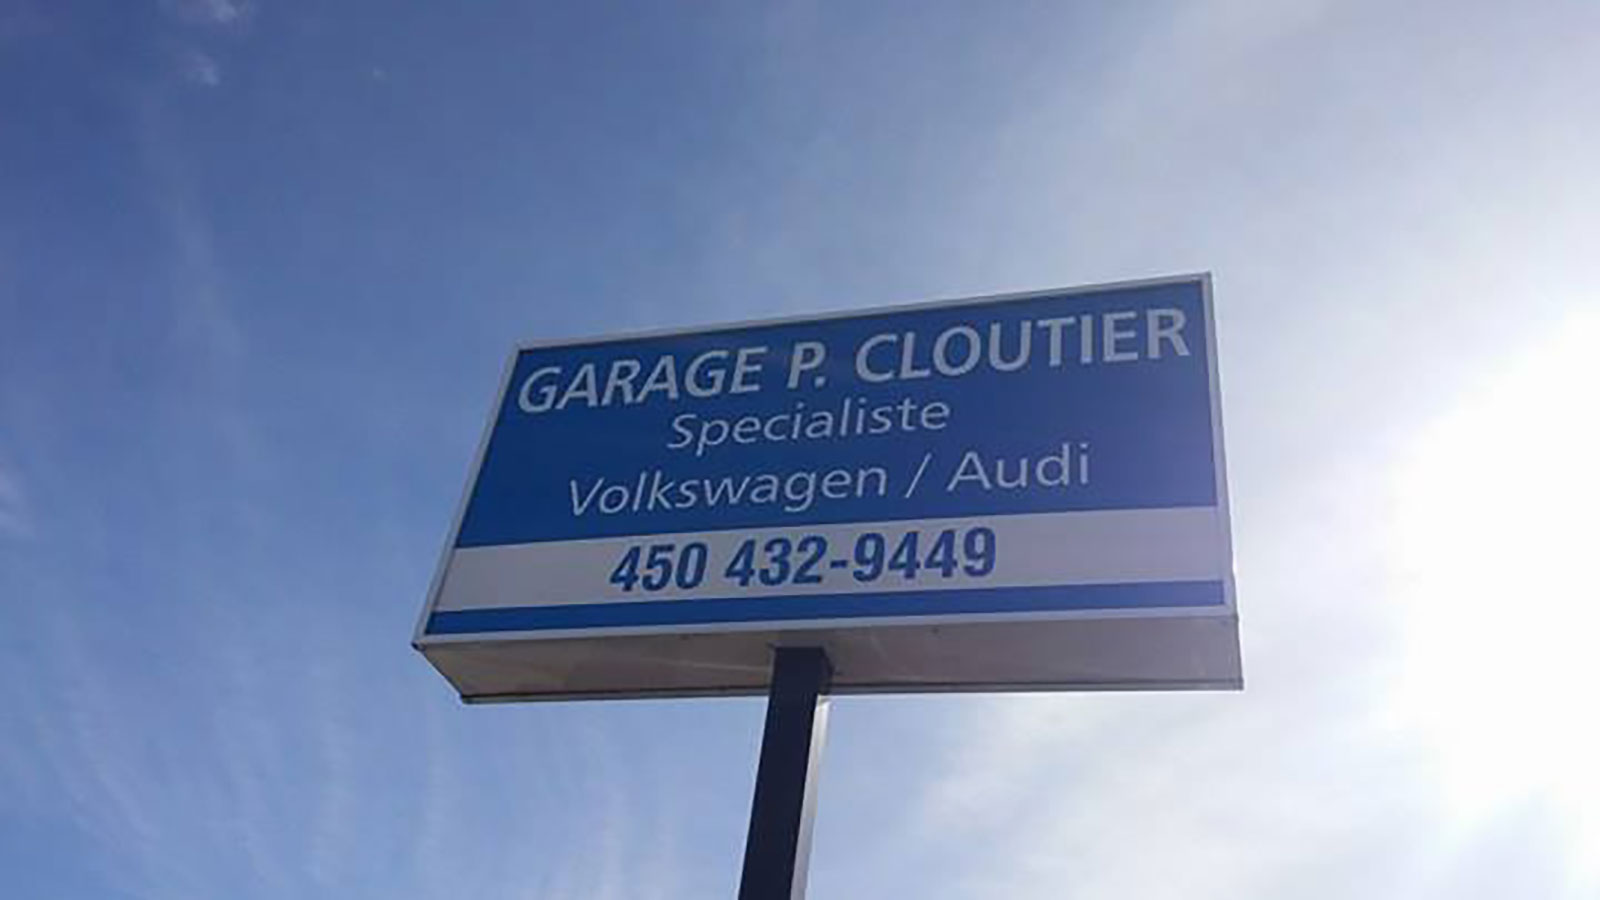 GARAGE P. CLOUTIER
Specialiste
Volkswagen / Audi
450 432-9449